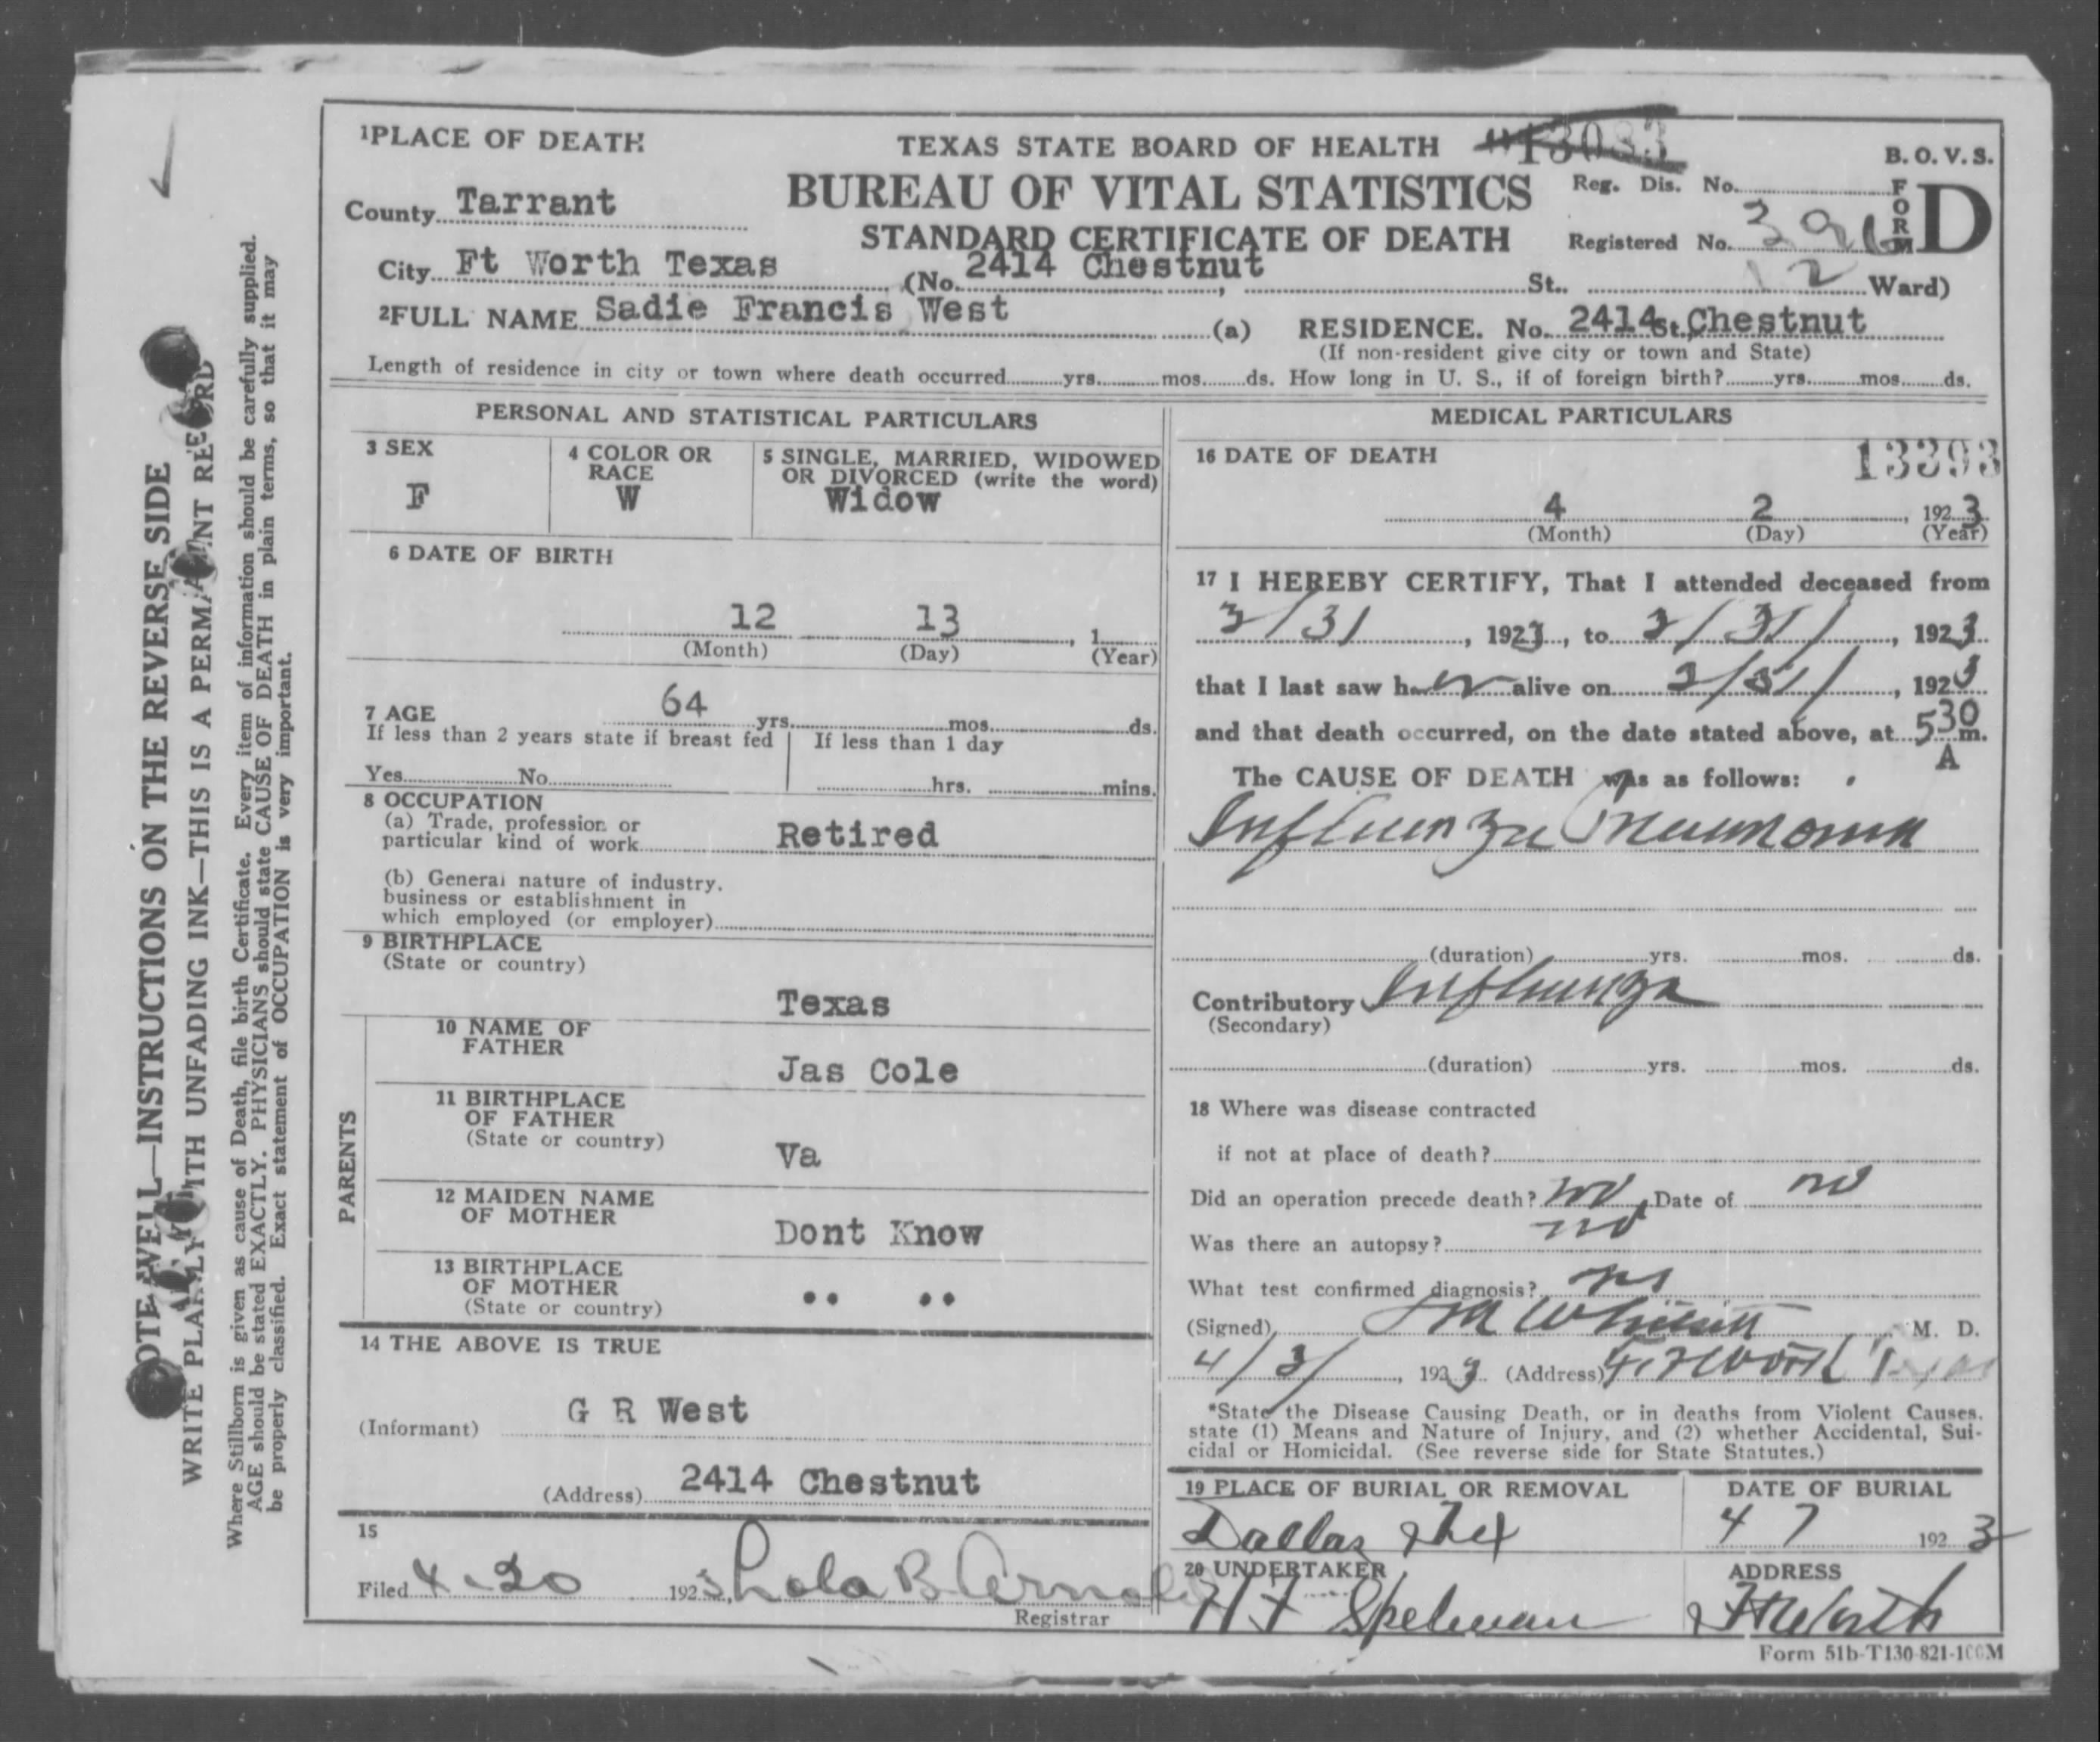 1 PLACE OF DEATH
TEXAS STATE BOARD OF HEALTH
13083
B. O. V. S.
County Tarrant
BUREAU OF VITAL STATISTICS
Reg. Dis. No.
FORM D
STANDARD CERTIFICATE OF DEATH
Registered No. 396
City Ft Worth Texas (No. 2414 Chestnut , St., 12 Ward)
2 FULL NAME Sadie Francis West (a) RESIDENCE. No. 2414 St, Chestnut
(If non-resident give city or town and State)
Length of residence in city or town where death occurred yrs. mos. ds. How long in U. S., if of foreign birth? yrs. mos. ds.
PERSONAL AND STATISTICAL PARTICULARS
3 SEX
F
4 COLOR OR RACE
W
5 SINGLE, MARRIED, WIDOWED
OR DIVORCED (write the word)
Widow
6 DATE OF BIRTH
12 13 , 1
(Month) (Day) (Year)
7 AGE 64 yrs. mos. ds.
If less than 2 years state if breast fed
If less than 1 day
Yes No
hrs. mins.
8 OCCUPATION
(a) Trade, profession or
particular kind of work Retired
(b) General nature of industry,
business or establishment in
which employed (or employer)
9 BIRTHPLACE
(State or country)
Texas
PARENTS
10 NAME OF
FATHER
Jas Cole
11 BIRTHPLACE
OF FATHER
(State or country)
Va
12 MAIDEN NAME
OF MOTHER
Dont Know
13 BIRTHPLACE
OF MOTHER
(State or country)
•• ••
14 THE ABOVE IS TRUE
(Informant) G R West
(Address) 2414 Chestnut
15
Filed 4-20 1923, Lola B Arnold
Registrar
MEDICAL PARTICULARS
16 DATE OF DEATH
13393
4 2 , 1923
(Month) (Day) (Year)
17 I HEREBY CERTIFY, That I attended deceased from
3/31 , 1923, to 3/31/ , 1923
that I last saw her alive on 3/31/ , 1923
and that death occurred, on the date stated above, at 530 m.
A
The CAUSE OF DEATH was as follows:
Influenza Pneumonia
(duration) yrs. mos. ds.
Contributory Influenza
(Secondary)
(duration) yrs. mos. ds.
18 Where was disease contracted
if not at place of death?
Did an operation precede death? no Date of no
Was there an autopsy? no
What test confirmed diagnosis?
(Signed) M. D.
4/3/ , 1923 (Address) Ft Worth Texas
*State the Disease Causing Death, or in deaths from Violent Causes,
state (1) Means and Nature of Injury, and (2) whether Accidental, Sui-
cidal or Homicidal. (See reverse side for State Statutes.)
19 PLACE OF BURIAL OR REMOVAL
Dallas Tex
DATE OF BURIAL
4 7 1923
20 UNDERTAKER
Spelman
ADDRESS
Ft Worth
Form 51b-T130-821-100M
OTE WELL—INSTRUCTIONS ON THE REVERSE SIDE
WRITE PLAINLY WITH UNFADING INK—THIS IS A PERMANENT RECORD
Where Stillborn is given as cause of Death, file birth Certificate. Every item of information should be carefully supplied.
AGE should be stated EXACTLY. PHYSICIANS should state CAUSE OF DEATH in plain terms, so that it may
be properly classified. Exact statement of OCCUPATION is very important.